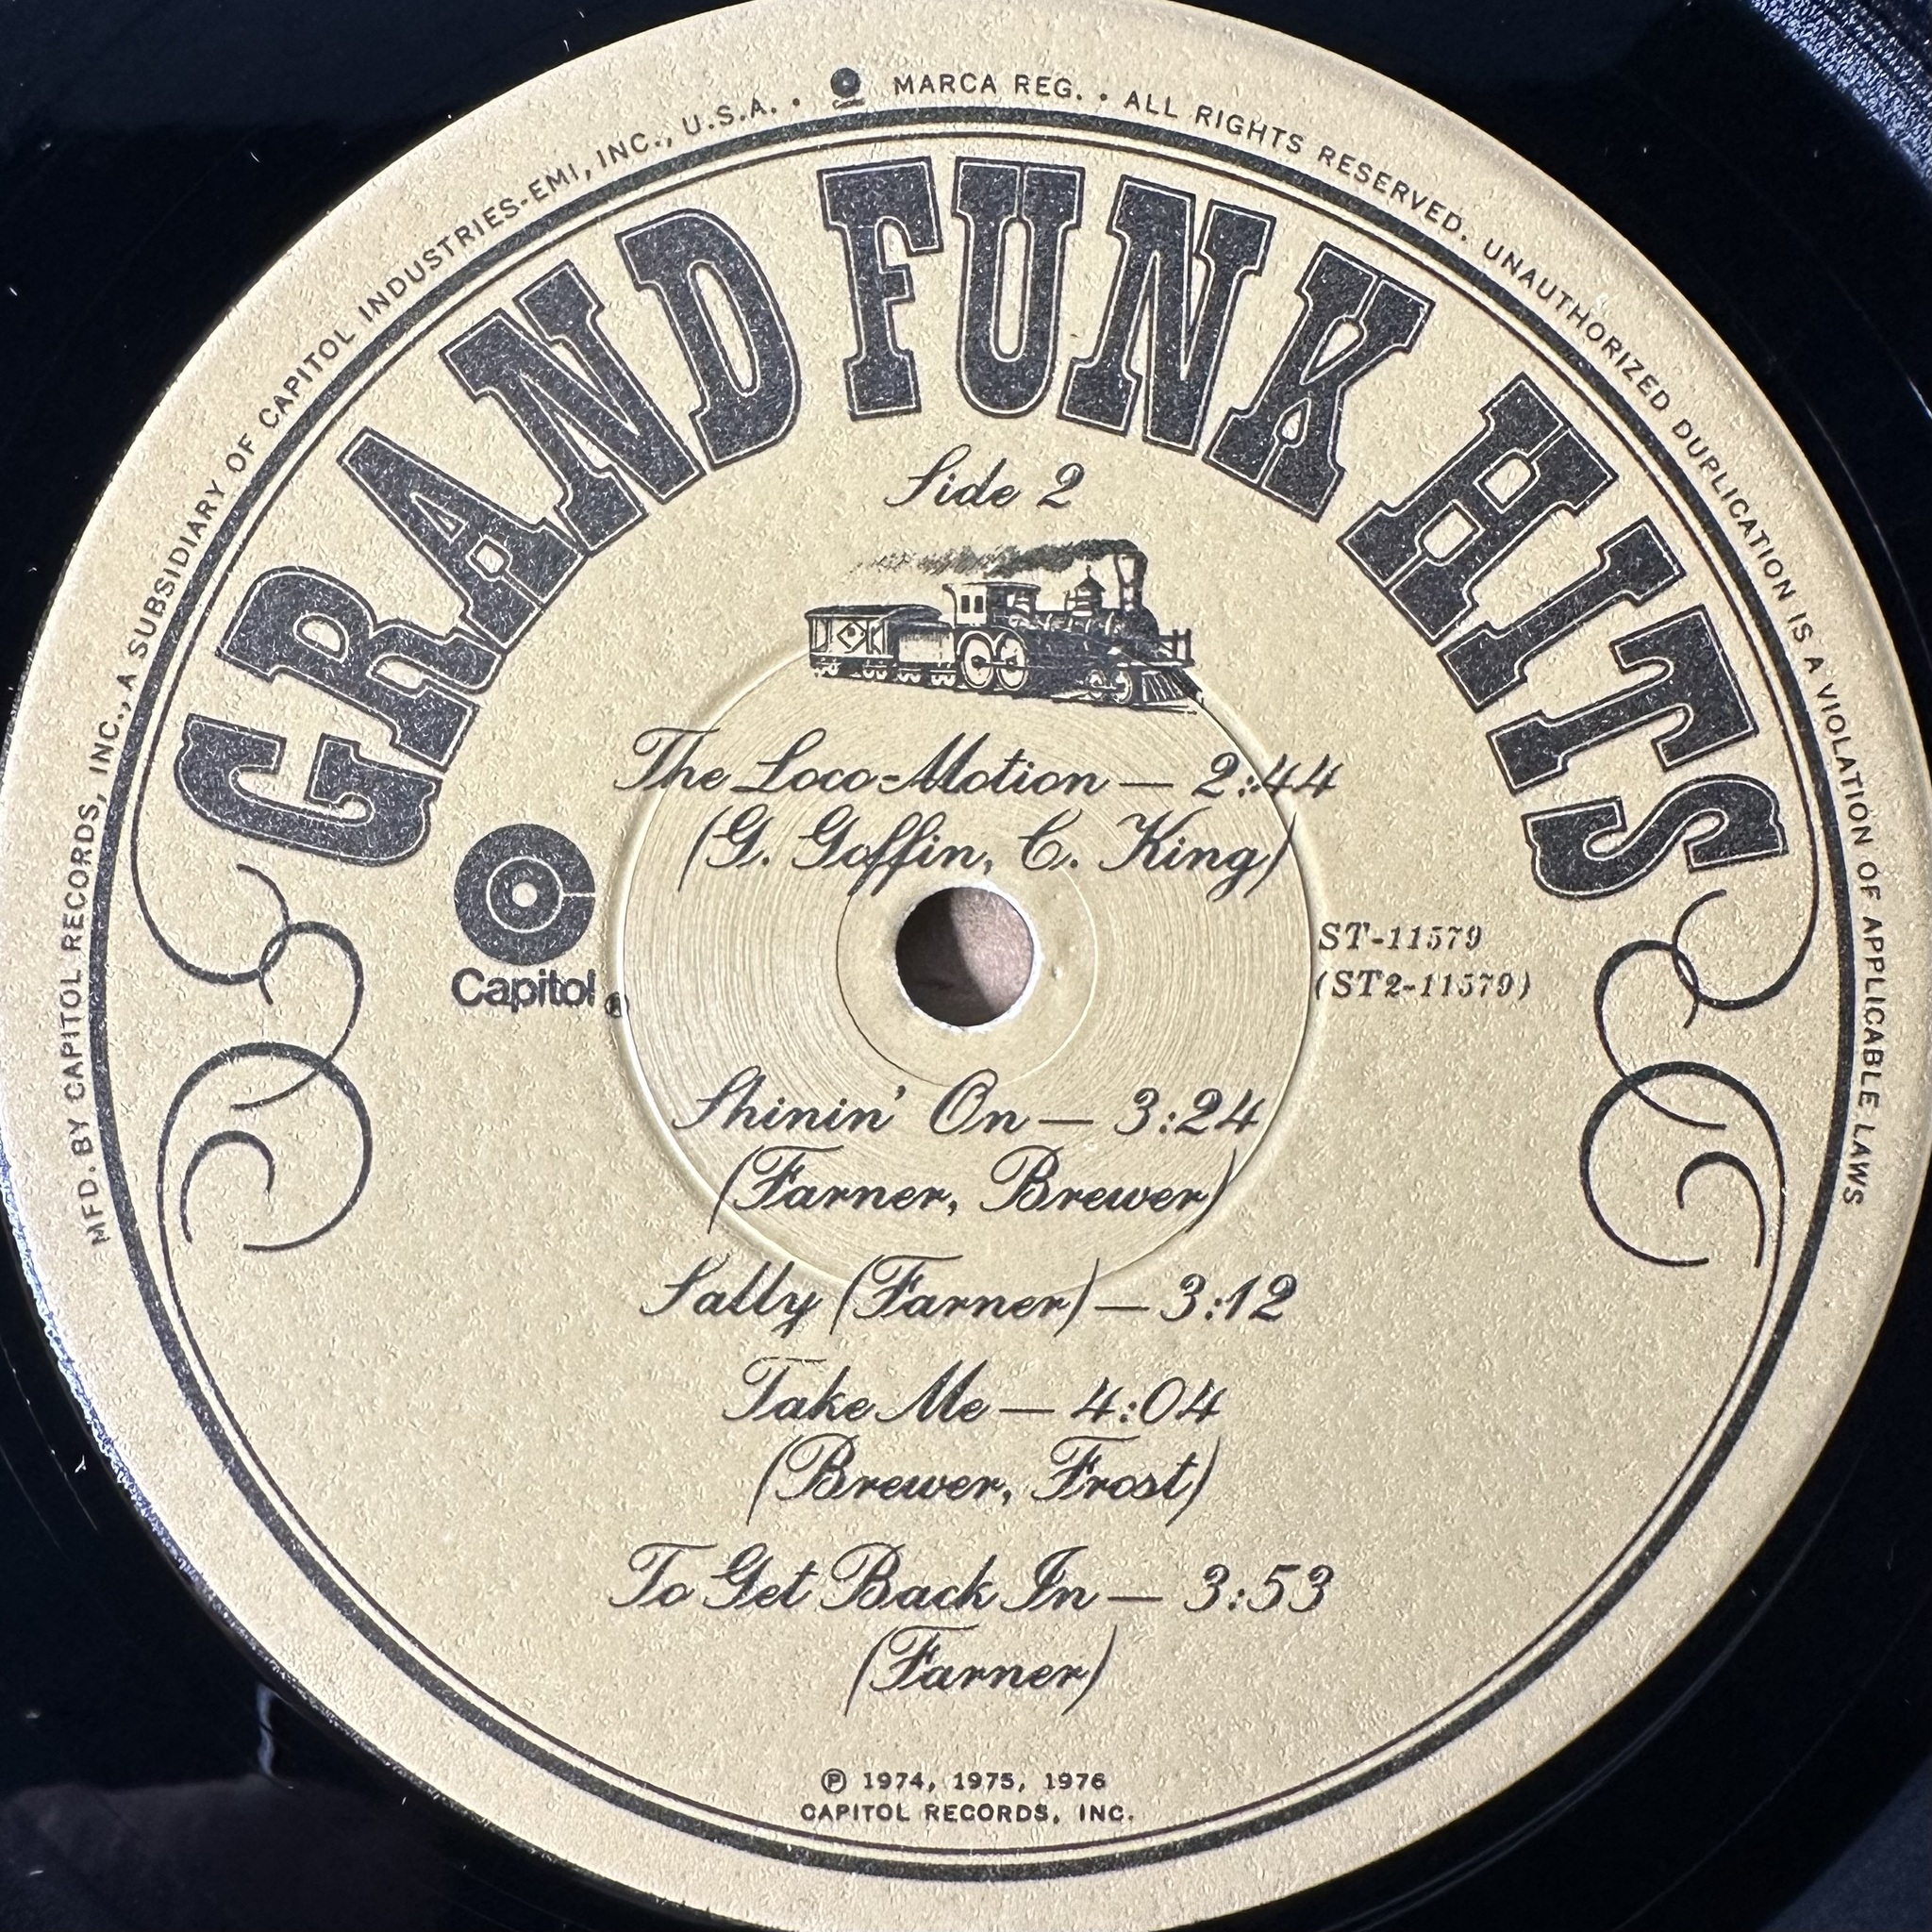 MFD. BY CAPITOL RECORDS, INC., A SUBSIDIARY OF CAPITOL INDUSTRIES-EMI, INC., U.S.A. • MARCA REG. • ALL RIGHTS RESERVED. UNAUTHORIZED DUPLICATION IS A VIOLATION OF APPLICABLE LAWS
GRAND FUNK HITS
Side 2
The Loco-Motion — 2:44
(G. Goffin, C. King)
Capitol®
ST-11579
(ST2-11579)
Shinin' On — 3:24
(Farner, Brewer)
Sally (Farner) — 3:12
Take Me — 4:04
(Brewer, Frost)
To Get Back In — 3:53
(Farner)
℗ 1974, 1975, 1976
CAPITOL RECORDS, INC.